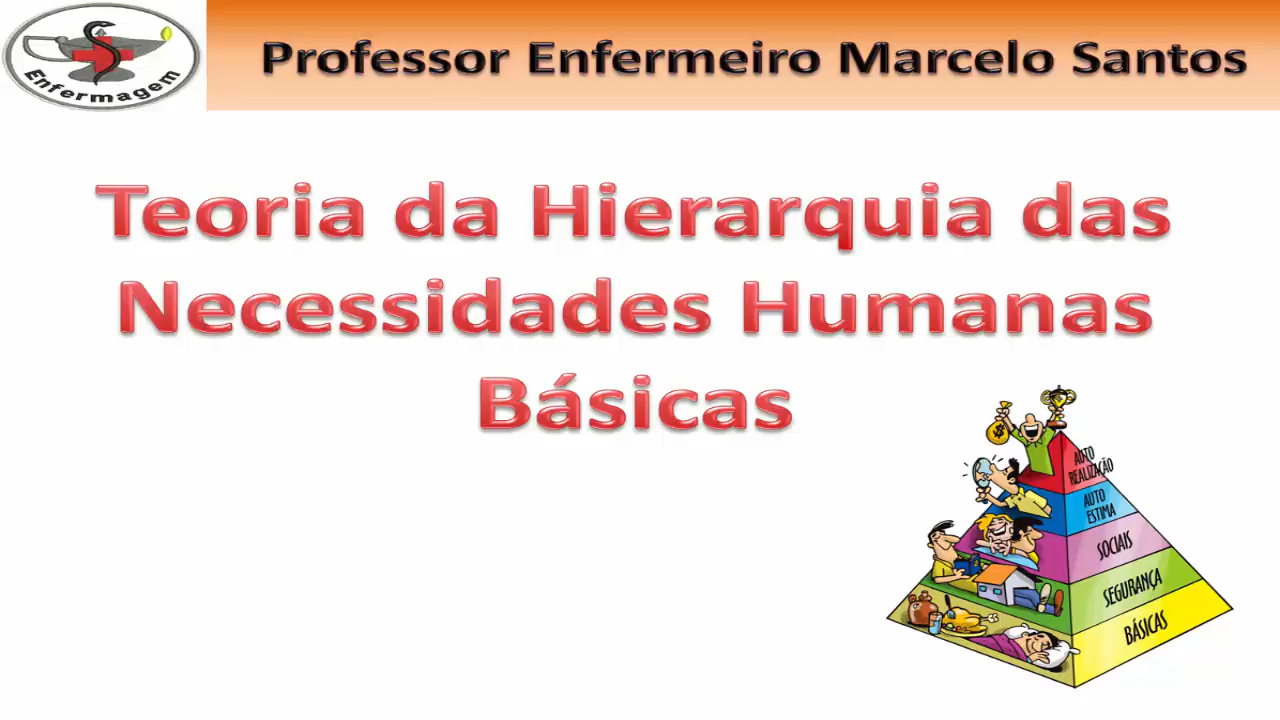 Enfermagem
Professor Enfermeiro Marcelo Santos
Teoria da Hierarquia das
Necessidades Humanas
Básicas
AUTO
REALIZAÇÃO
AUTO
ESTIMA
SOCIAIS
SEGURANÇA
BÁSICAS